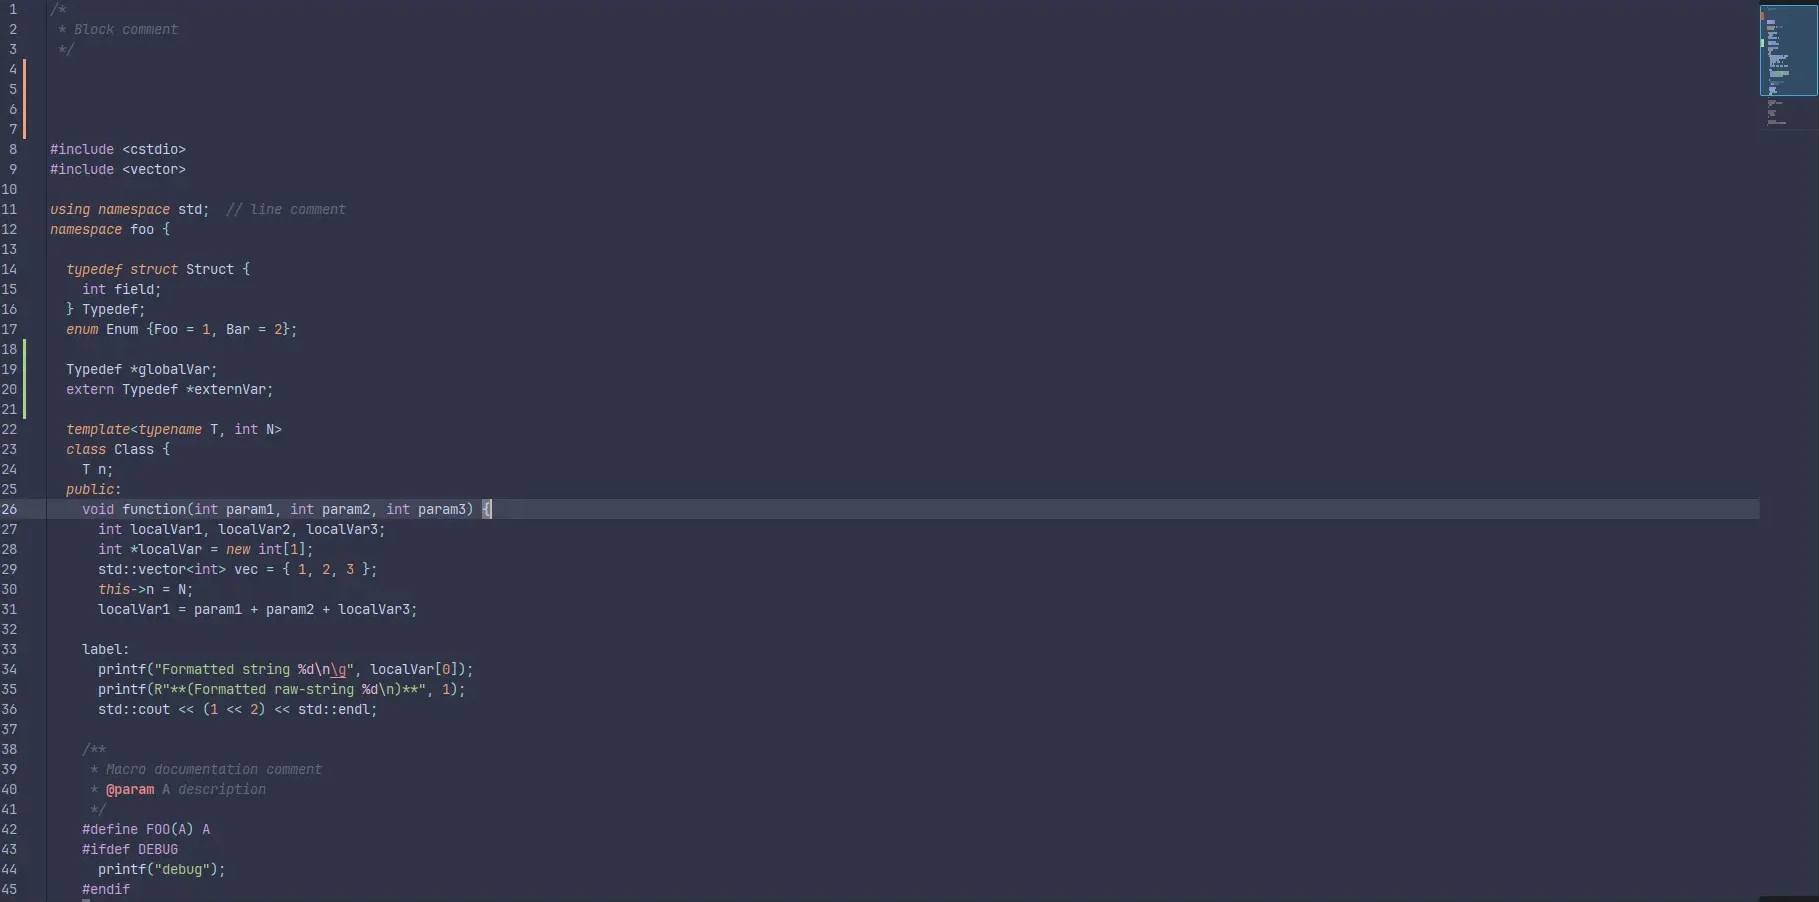 1 /*
2  * Block comment
3  */
4
5
6
7
8 #include <cstdio>
9 #include <vector>
10
11 using namespace std;  // line comment
12 namespace foo {
13
14   typedef struct Struct {
15     int field;
16   } Typedef;
17   enum Enum {Foo = 1, Bar = 2};
18
19   Typedef *globalVar;
20   extern Typedef *externVar;
21
22   template<typename T, int N>
23   class Class {
24     T n;
25   public:
26     void function(int param1, int param2, int param3) {
27       int localVar1, localVar2, localVar3;
28       int *localVar = new int[1];
29       std::vector<int> vec = { 1, 2, 3 };
30       this->n = N;
31       localVar1 = param1 + param2 + localVar3;
32
33     label:
34       printf("Formatted string %d\n\g", localVar[0]);
35       printf(R"**(Formatted raw-string %d\n)**", 1);
36       std::cout << (1 << 2) << std::endl;
37
38     /**
39      * Macro documentation comment
40      * @param A description
41      */
42     #define FOO(A) A
43     #ifdef DEBUG
44       printf("debug");
45     #endif